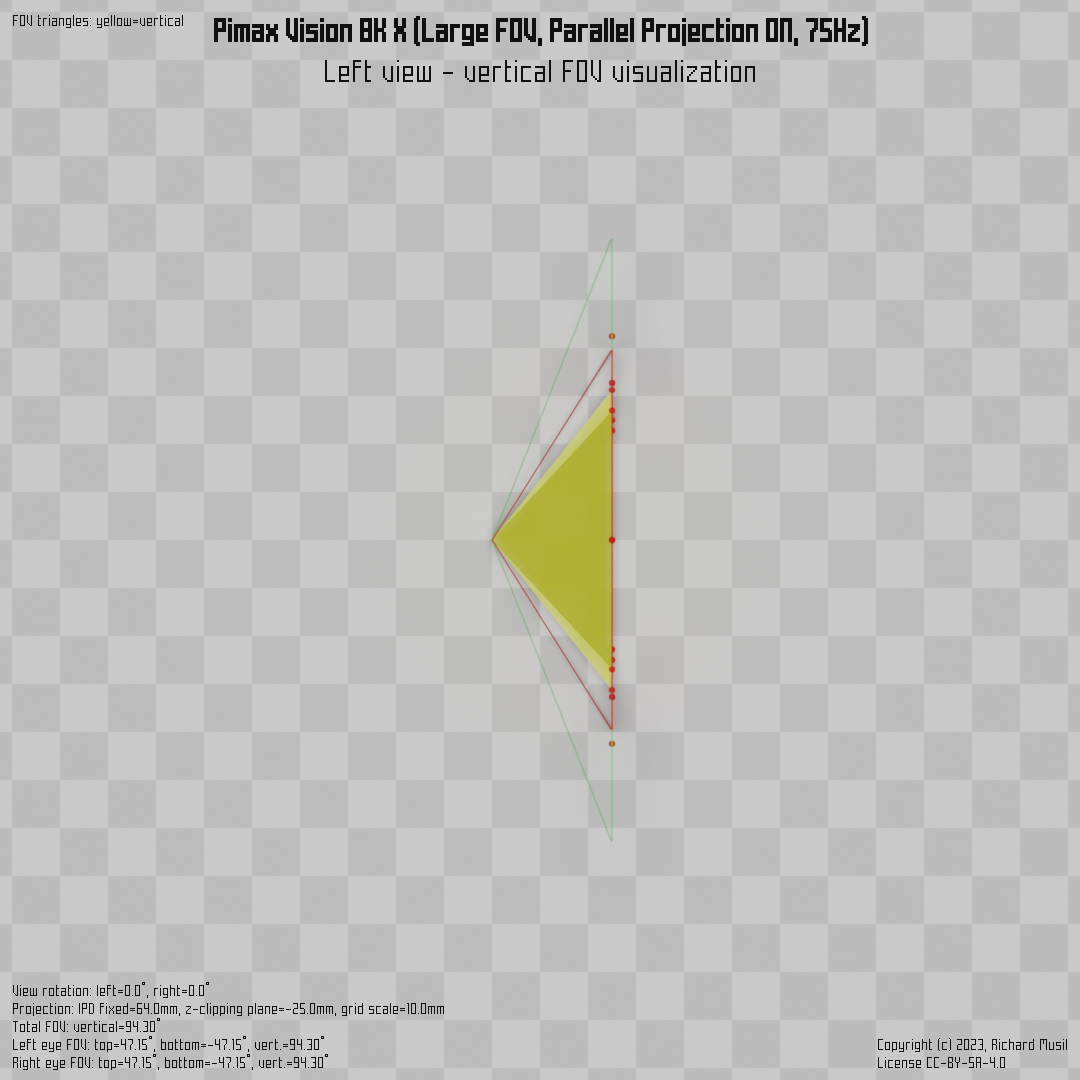 FOV triangles: yellow=vertical
Pimax Vision 8K X (Large FOV, Parallel Projection ON, 75Hz)
Left view - vertical FOV visualization
View rotation: left=0.0°, right=0.0°
Projection: IPD fixed=64.0mm, z-clipping plane=-25.0mm, grid scale=10.0mm
Total FOV: vertical=94.30°
Left eye FOV: top=47.15°, bottom=-47.15°, vert.=94.30°
Right eye FOV: top=47.15°, bottom=-47.15°, vert.=94.30°
Copyright (c) 2023, Richard Musil
License CC-BY-SA-4.0